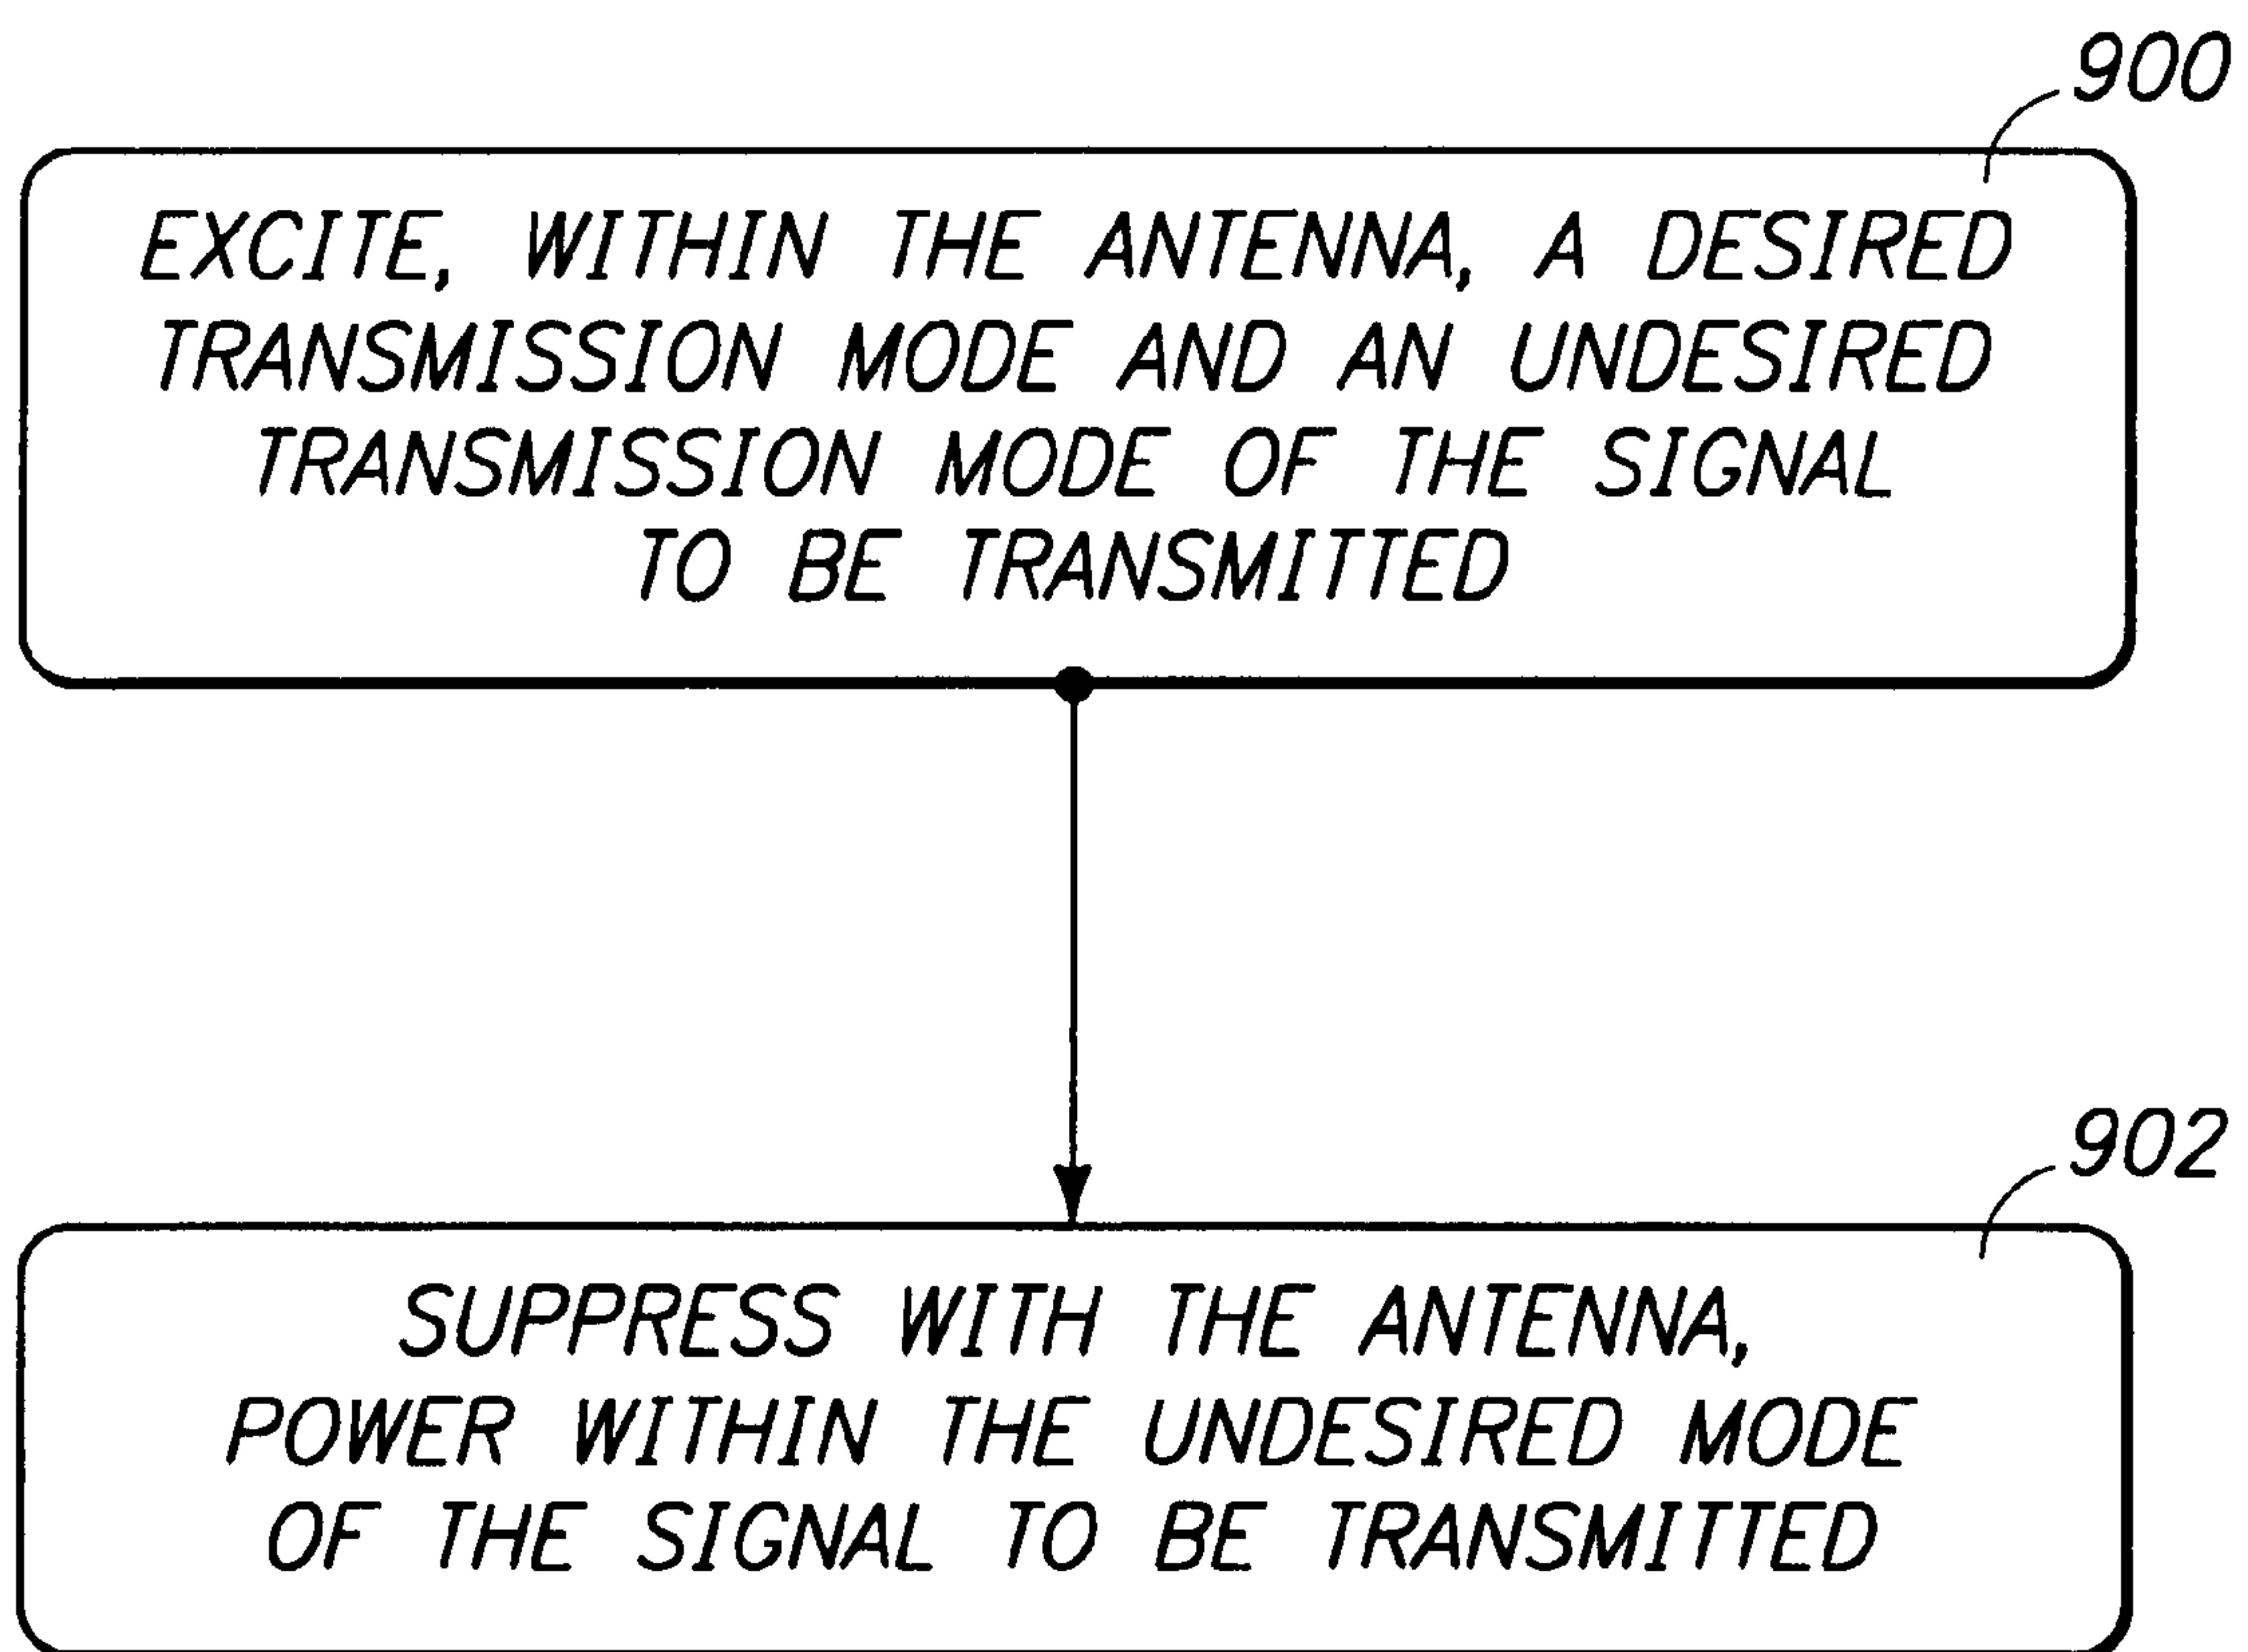 900
EXCITE, WITHIN THE ANTENNA, A DESIRED
TRANSMISSION MODE AND AN UNDESIRED
TRANSMISSION MODE OF THE SIGNAL
TO BE TRANSMITTED
902
SUPPRESS WITH THE ANTENNA,
POWER WITHIN THE UNDESIRED MODE
OF THE SIGNAL TO BE TRANSMITTED